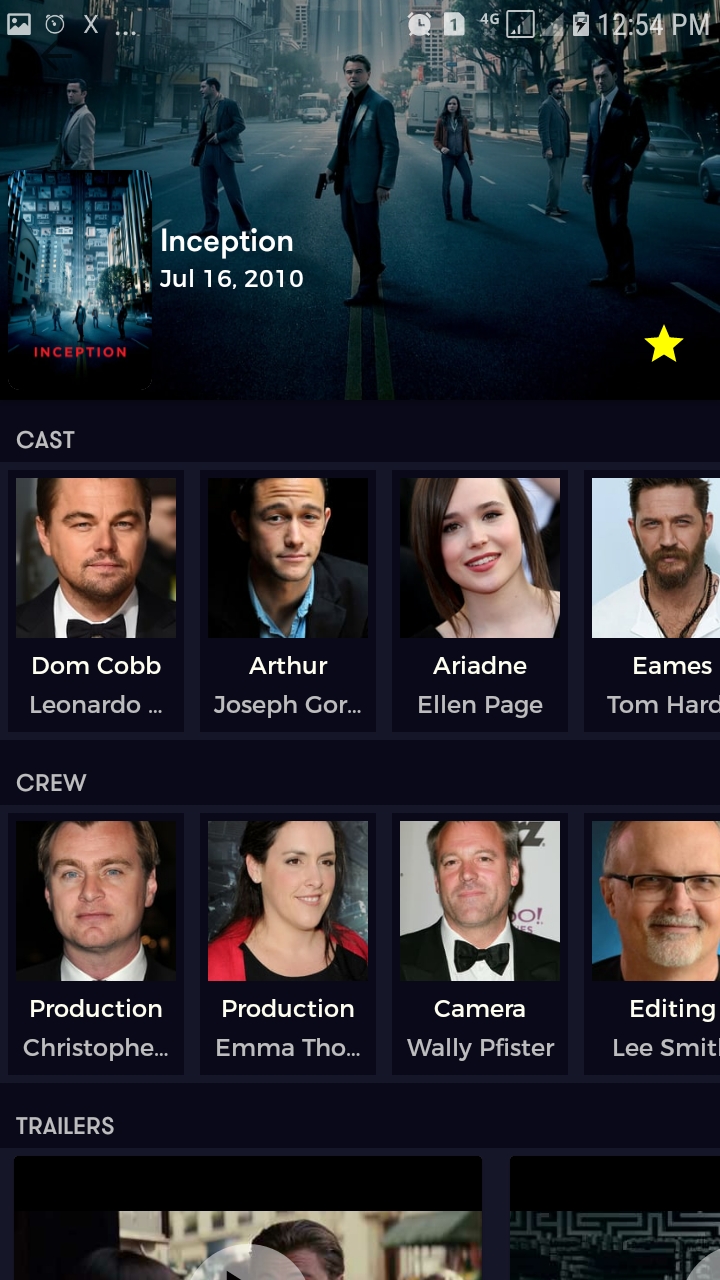 X ... 1 4G 12:54 PM
Inception
Jul 16, 2010
INCEPTION
CAST
Dom Cobb Arthur Ariadne Eames
Leonardo ... Joseph Gor... Ellen Page Tom Hard
CREW
Production Production Camera Editing
Christophe... Emma Tho... Wally Pfister Lee Smit
TRAILERS